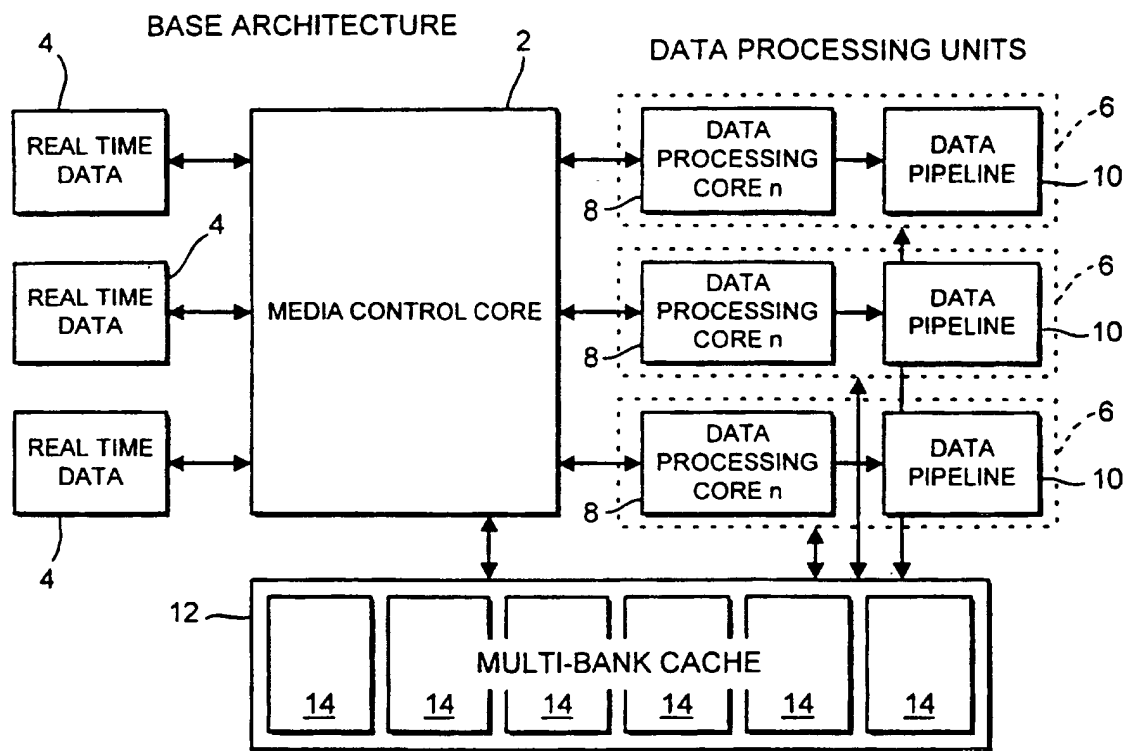 BASE ARCHITECTURE
DATA PROCESSING UNITS
4
2
REAL TIME
DATA
MEDIA CONTROL CORE
DATA
PROCESSING
CORE n
DATA
PIPELINE
6
8
10
4
REAL TIME
DATA
DATA
PROCESSING
CORE n
DATA
PIPELINE
6
8
10
REAL TIME
DATA
4
DATA
PROCESSING
CORE n
DATA
PIPELINE
6
8
10
12
MULTI-BANK CACHE
14
14
14
14
14
14